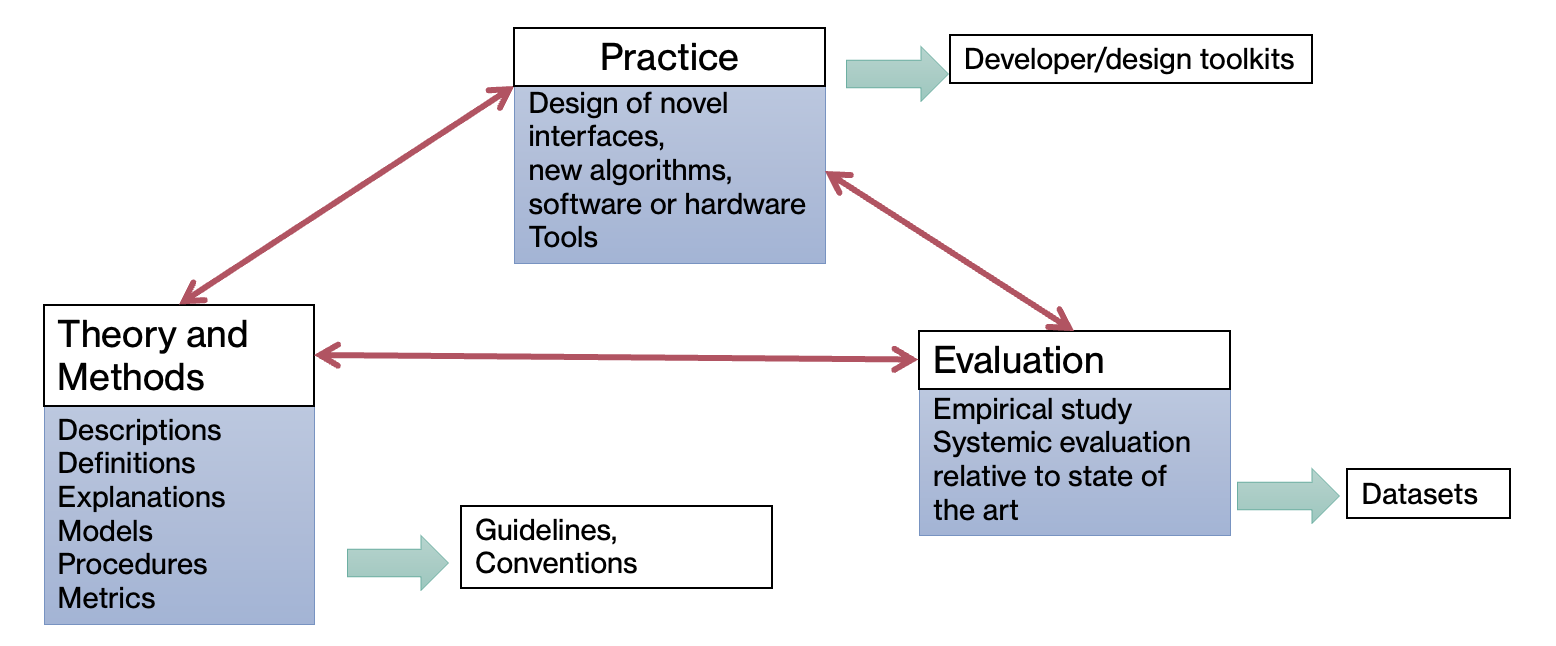 Practice
Design of novel
interfaces,
new algorithms,
software or hardware
Tools
Developer/design toolkits
Theory and
Methods
Descriptions
Definitions
Explanations
Models
Procedures
Metrics
Guidelines,
Conventions
Evaluation
Empirical study
Systemic evaluation
relative to state of
the art
Datasets